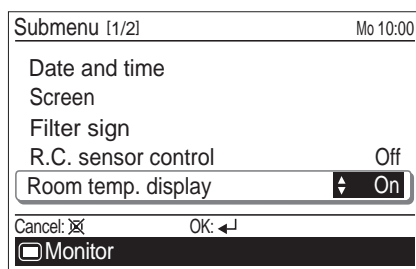 Submenu [1/2] Mo 10:00
Date and time
Screen
Filter sign
R.C. sensor control Off
Room temp. display On
Cancel: OK:
Monitor